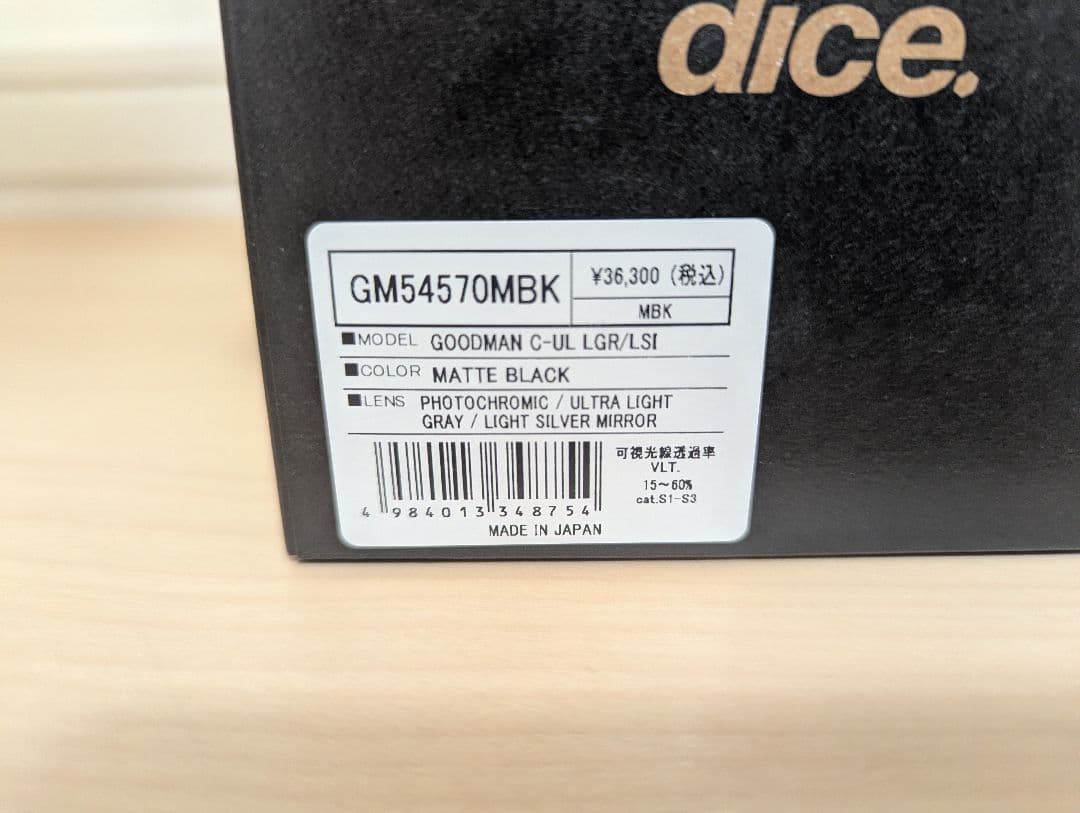 dice.
GM54570MBK
¥36,300 (税込)
MBK
■MODEL GOODMAN C-UL LGR/LSI
■COLOR MATTE BLACK
■LENS PHOTOCHROMIC / ULTRA LIGHT
GRAY / LIGHT SILVER MIRROR
可視光線透過率
VLT.
15～60%
cat.S1-S3
4 984013 348754
MADE IN JAPAN